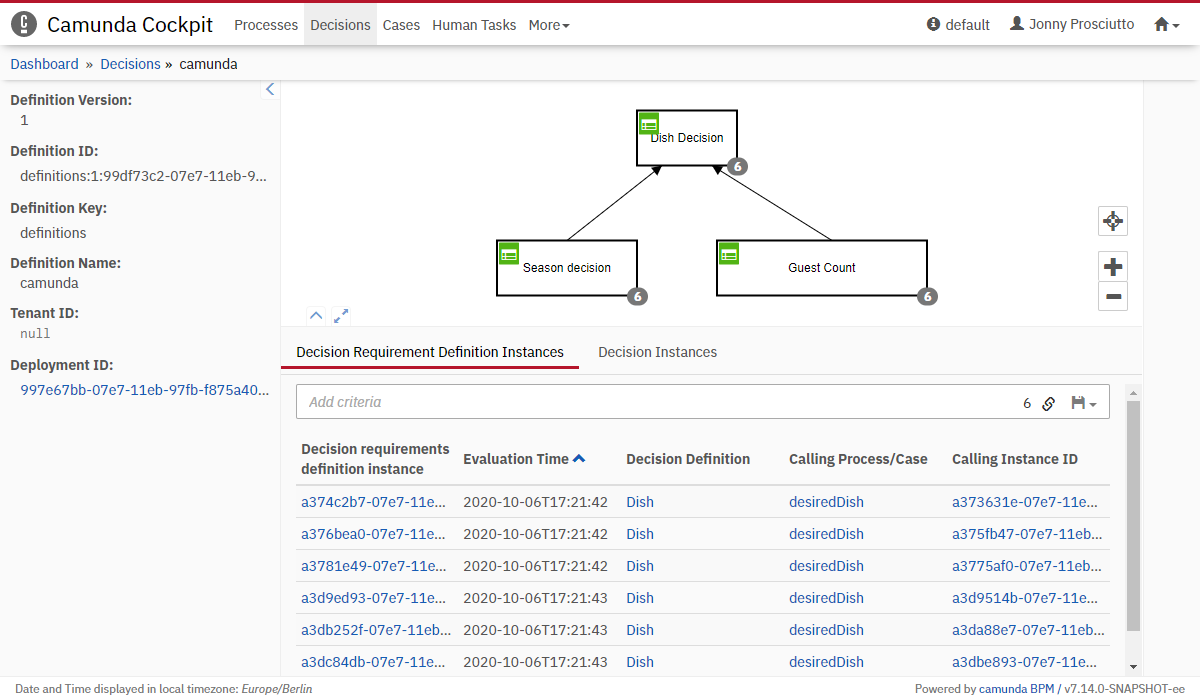 Camunda Cockpit Processes Decisions Cases Human Tasks More default Jonny Prosciutto
Dashboard » Decisions » camunda
Definition Version:
1
Definition ID:
definitions:1:99df73c2-07e7-11eb-9...
Definition Key:
definitions
Definition Name:
camunda
Tenant ID:
null
Deployment ID:
997e67bb-07e7-11eb-97fb-f875a40...
Dish Decision
6
Season decision
6
Guest Count
6
Decision Requirement Definition Instances Decision Instances
Add criteria 6
Decision requirements definition instance Evaluation Time Decision Definition Calling Process/Case Calling Instance ID
a374c2b7-07e7-11e... 2020-10-06T17:21:42 Dish desiredDish a373631e-07e7-11e...
a376bea0-07e7-11e... 2020-10-06T17:21:42 Dish desiredDish a375fb47-07e7-11eb...
a3781e49-07e7-11e... 2020-10-06T17:21:42 Dish desiredDish a3775af0-07e7-11eb...
a3d9ed93-07e7-11e... 2020-10-06T17:21:43 Dish desiredDish a3d9514b-07e7-11e...
a3db252f-07e7-11eb... 2020-10-06T17:21:43 Dish desiredDish a3da88e7-07e7-11eb...
a3dc84db-07e7-11e... 2020-10-06T17:21:43 Dish desiredDish a3dbe893-07e7-11e...
Date and Time displayed in local timezone: Europe/Berlin Powered by camunda BPM / v7.14.0-SNAPSHOT-ee